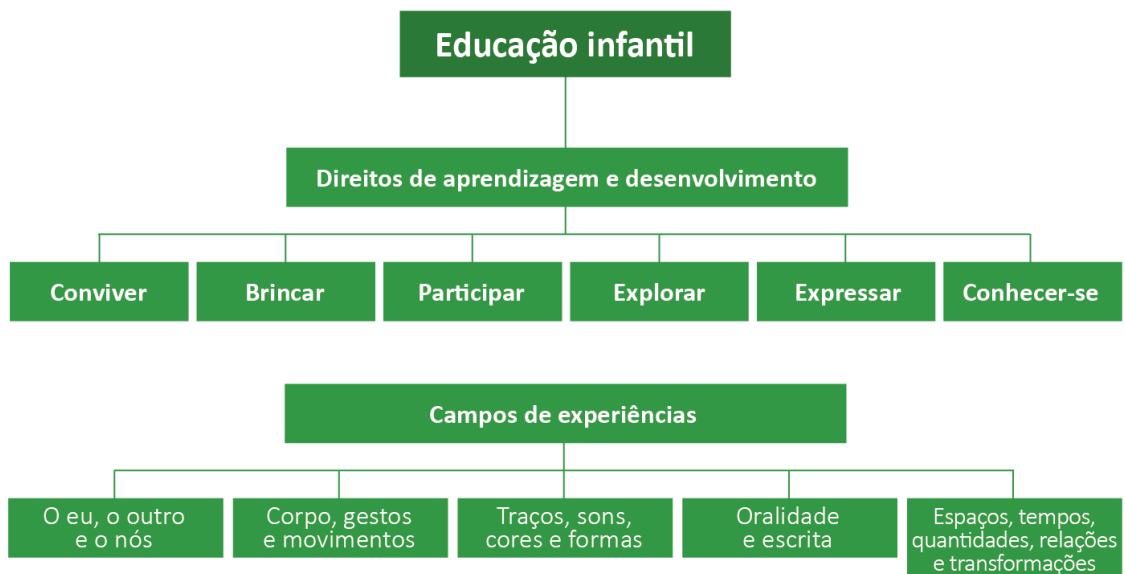 Educação infantil
Direitos de aprendizagem e desenvolvimento
Conviver
Brincar
Participar
Explorar
Expressar
Conhecer-se
Campos de experiências
O eu, o outro
e o nós
Corpo, gestos
e movimentos
Traços, sons,
cores e formas
Oralidade
e escrita
Espaços, tempos,
quantidades, relações
e transformações